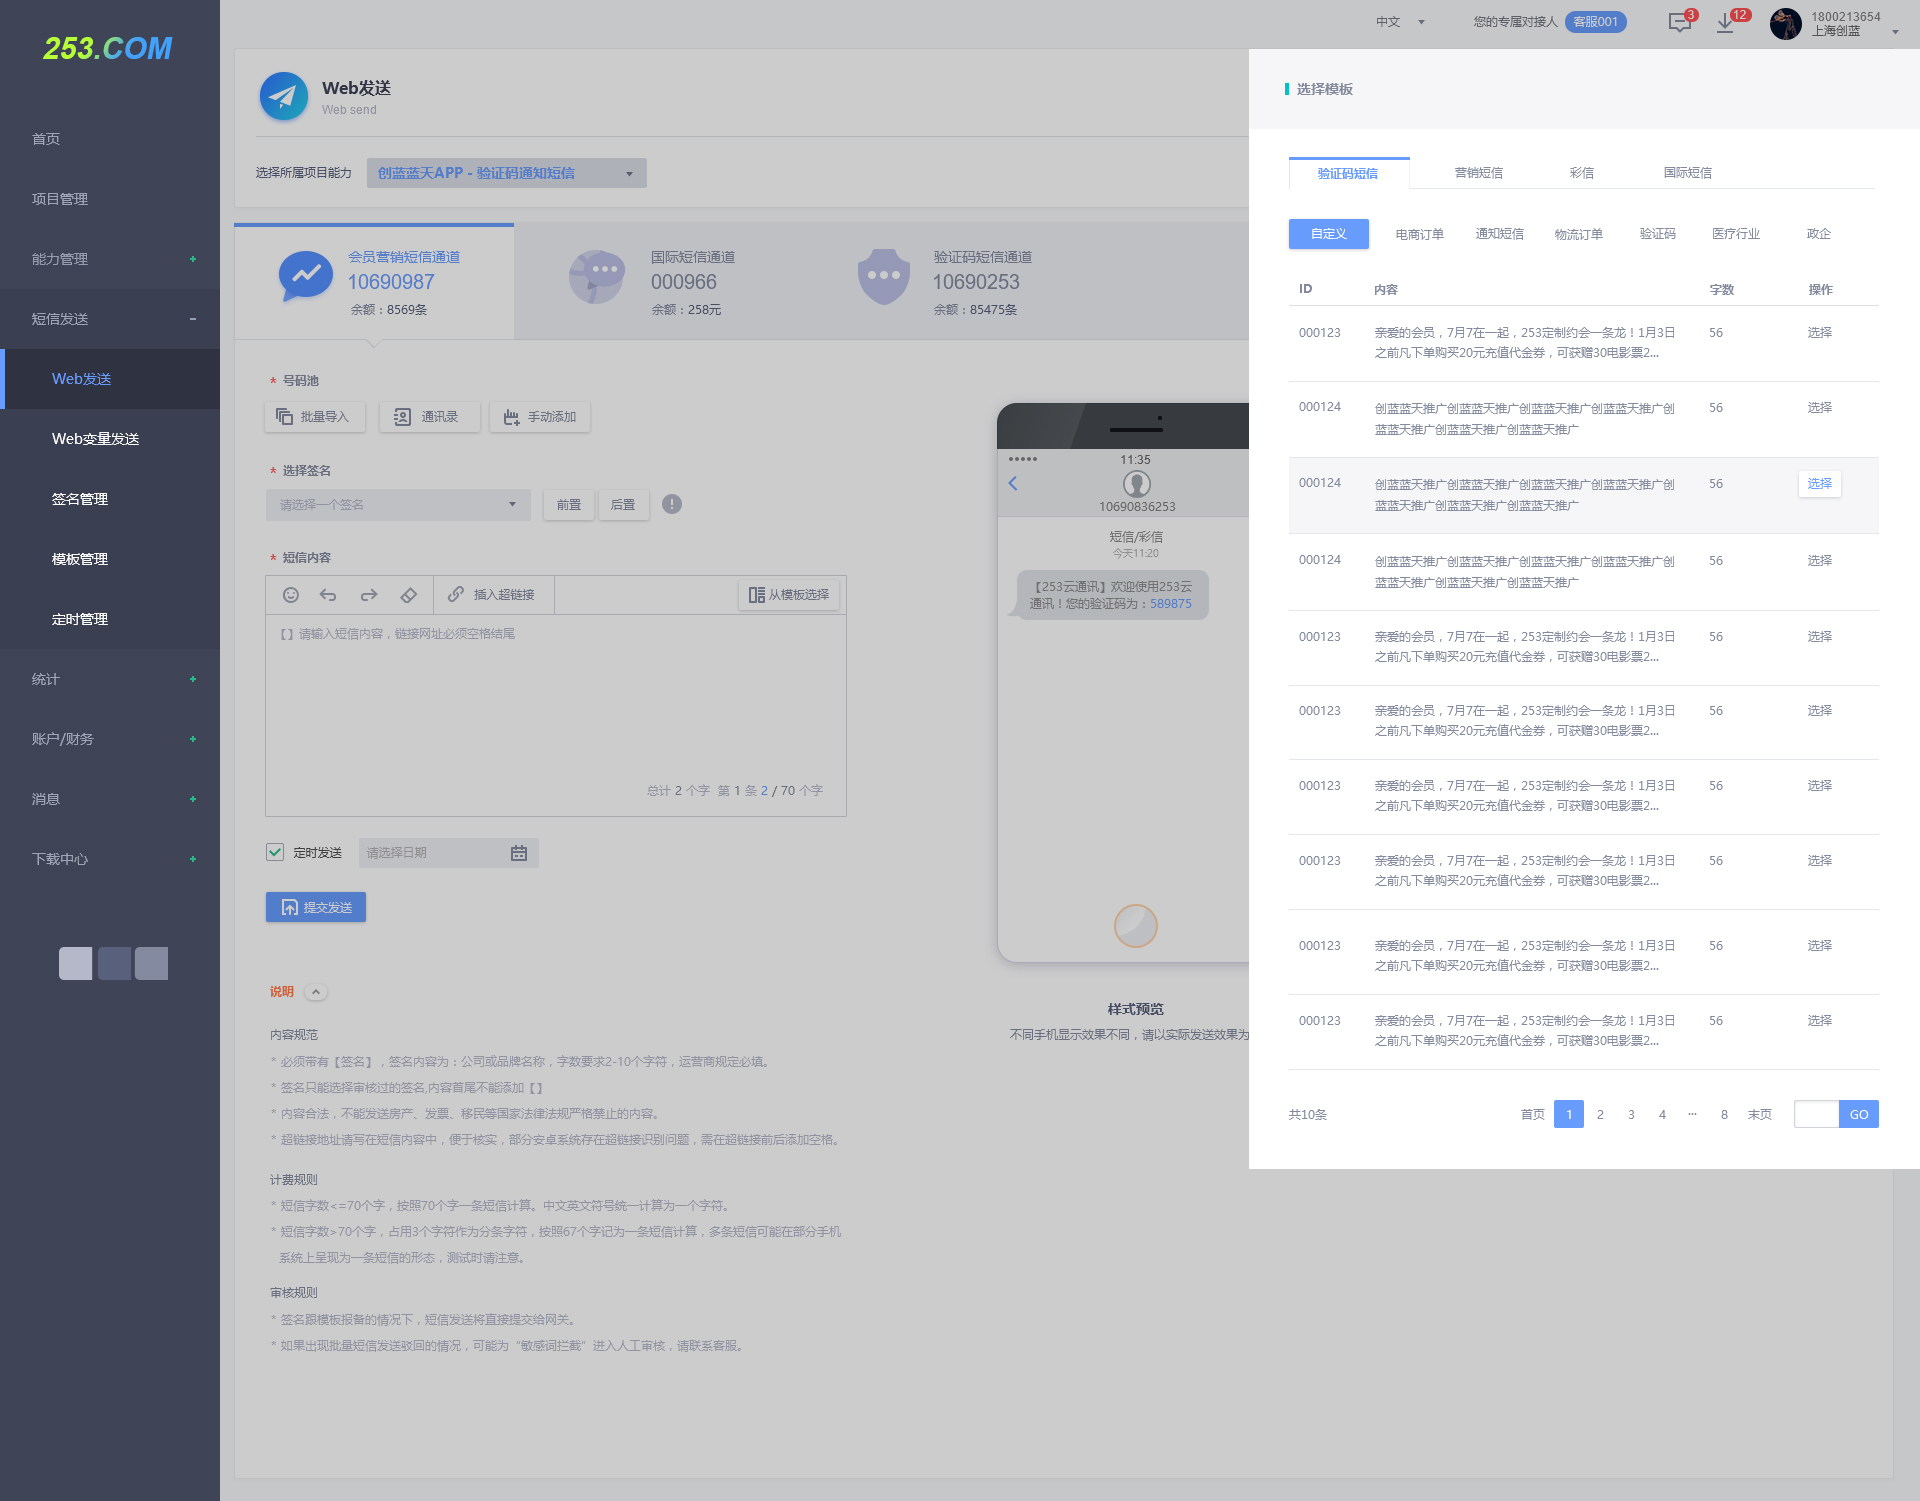 253.COM
首页
项目管理
能力管理 +
短信发送 -
Web发送
Web变量发送
签名管理
模板管理
定时管理
统计 +
账户/财务 +
消息 +
下载中心 +
中文
您的专属对接人 客服001
3
12
1800213654
上海创蓝
Web发送
Web send
选择所属项目能力 创蓝蓝天APP - 验证码通知短信
会员营销短信通道
10690987
余额：8569条
国际短信通道
000966
余额：258元
验证码短信通道
10690253
余额：85475条
* 号码池
批量导入 通讯录 手动添加
* 选择签名
请选择一个签名 前置 后置
* 短信内容
插入超链接 从模板选择
【】请输入短信内容，链接网址必须空格结尾
总计 2 个字 第 1 条 2 / 70 个字
定时发送 请选择日期
提交发送
11:35
10690836253
短信/彩信
今天11:20
【253云通讯】欢迎使用253云
通讯！您的验证码为：589875
样式预览
不同手机显示效果不同，请以实际发送效果为
说明
内容规范
* 必须带有【签名】，签名内容为：公司或品牌名称，字数要求2-10个字符，运营商规定必填。
* 签名只能选择审核过的签名,内容首尾不能添加【】
* 内容合法，不能发送房产、发票、移民等国家法律法规严格禁止的内容。
* 超链接地址请写在短信内容中，便于核实，部分安卓系统存在超链接识别问题，需在超链接前后添加空格。
计费规则
* 短信字数<=70个字，按照70个字一条短信计算。中文英文符号统一计算为一个字符。
* 短信字数>70个字，占用3个字符作为分条字符，按照67个字记为一条短信计算，多条短信可能在部分手机
系统上呈现为一条短信的形态，测试时请注意。
审核规则
* 签名跟模板报备的情况下，短信发送将直接提交给网关。
* 如果出现批量短信发送驳回的情况，可能为“敏感词拦截”进入人工审核，请联系客服。
选择模板
验证码短信 营销短信 彩信 国际短信
自定义 电商订单 通知短信 物流订单 验证码 医疗行业 政企
ID 内容 字数 操作
000123 亲爱的会员，7月7在一起，253定制约会一条龙！1月3日 56 选择
之前凡下单购买20元充值代金券，可获赠30电影票2...
000124 创蓝蓝天推广创蓝蓝天推广创蓝蓝天推广创蓝蓝天推广创 56 选择
蓝蓝天推广创蓝蓝天推广创蓝蓝天推广
000124 创蓝蓝天推广创蓝蓝天推广创蓝蓝天推广创蓝蓝天推广创 56 选择
蓝蓝天推广创蓝蓝天推广创蓝蓝天推广
000124 创蓝蓝天推广创蓝蓝天推广创蓝蓝天推广创蓝蓝天推广创 56 选择
蓝蓝天推广创蓝蓝天推广创蓝蓝天推广
000123 亲爱的会员，7月7在一起，253定制约会一条龙！1月3日 56 选择
之前凡下单购买20元充值代金券，可获赠30电影票2...
000123 亲爱的会员，7月7在一起，253定制约会一条龙！1月3日 56 选择
之前凡下单购买20元充值代金券，可获赠30电影票2...
000123 亲爱的会员，7月7在一起，253定制约会一条龙！1月3日 56 选择
之前凡下单购买20元充值代金券，可获赠30电影票2...
000123 亲爱的会员，7月7在一起，253定制约会一条龙！1月3日 56 选择
之前凡下单购买20元充值代金券，可获赠30电影票2...
000123 亲爱的会员，7月7在一起，253定制约会一条龙！1月3日 56 选择
之前凡下单购买20元充值代金券，可获赠30电影票2...
000123 亲爱的会员，7月7在一起，253定制约会一条龙！1月3日 56 选择
之前凡下单购买20元充值代金券，可获赠30电影票2...
共10条 首页 1 2 3 4 ... 8 末页 GO